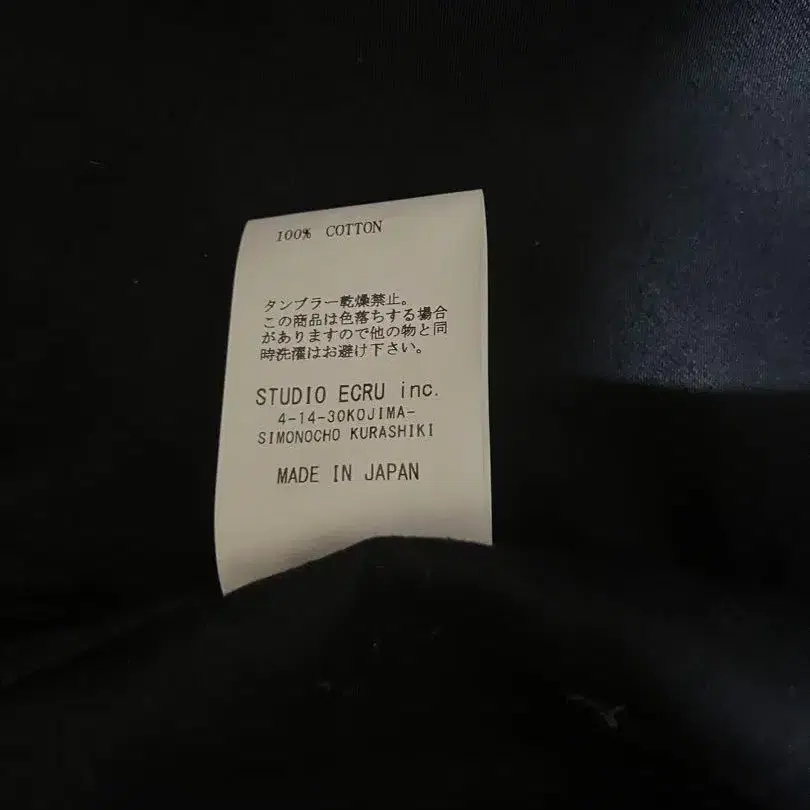 100% COTTON
タンブラー乾燥禁止。
この商品は色落ちする場合
がありますので他の物と同
時洗濯はお避け下さい。
STUDIO ECRU inc.
4-14-30KOJIMA-
SIMONOCHO KURASHIKI
MADE IN JAPAN